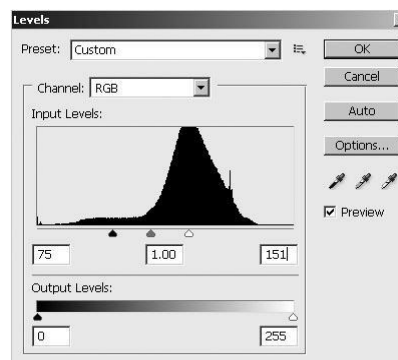 Levels
Preset: Custom
OK
Cancel
Channel: RGB
Auto
Input Levels:
Options...
Preview
75 1.00 151
Output Levels:
0 255